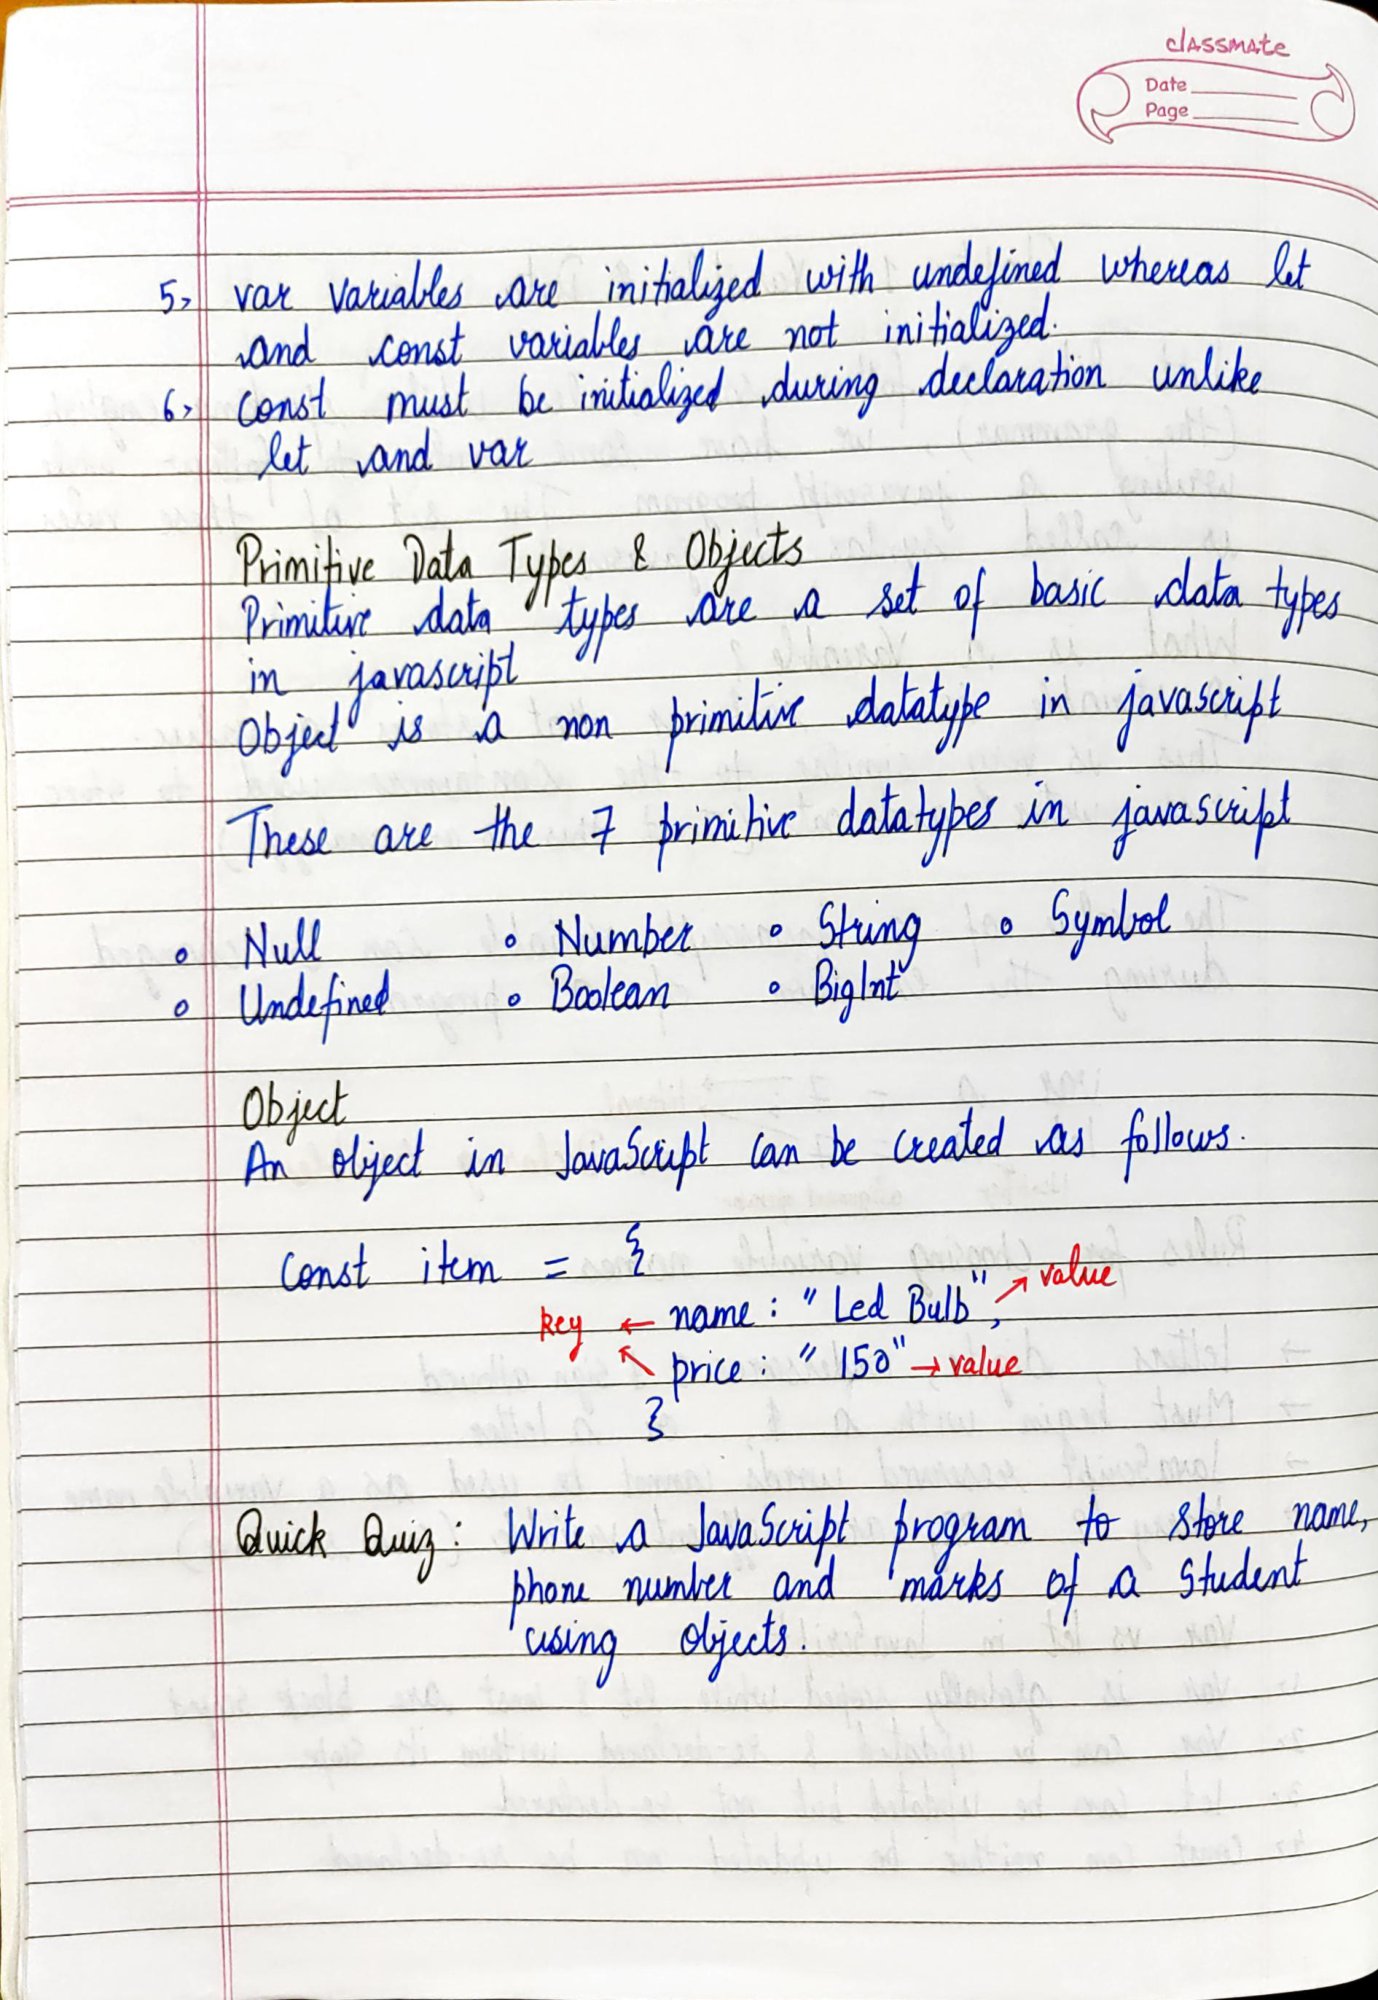 classmate
Date
Page
5> var variables are initialized with undefined whereas let
and const variables are not initialized.
6> const must be initialized during declaration unlike
let and var
Primitive Data Types & Objects
Primitive data types are a set of basic data types
in javascript
Object is a non primitive datatype in javascript
These are the 7 primitive datatypes in javascript
◦ Null ◦ Number ◦ String ◦ Symbol
◦ Undefined ◦ Boolean ◦ BigInt
Object
An object in JavaScript can be created as follows.
Const item = {
key ← name : "Led Bulb", → value
↖ price : "150" → value
}
Quick Quiz : Write a JavaScript program to store name,
phone number and marks of a Student
using objects.